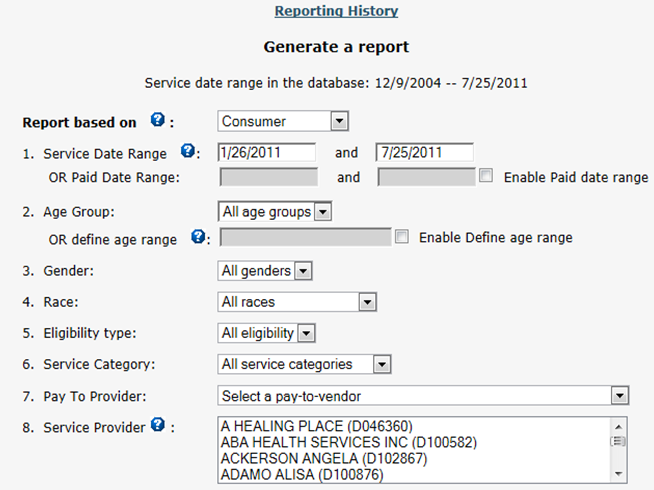 Reporting History
Generate a report
Service date range in the database: 12/9/2004 -- 7/25/2011
Report based on ? : Consumer
1. Service Date Range ? : 1/26/2011 and 7/25/2011
OR Paid Date Range: and Enable Paid date range
2. Age Group: All age groups
OR define age range ? : Enable Define age range
3. Gender: All genders
4. Race: All races
5. Eligibility type: All eligibility
6. Service Category: All service categories
7. Pay To Provider: Select a pay-to-vendor
8. Service Provider ? : A HEALING PLACE (D046360)
ABA HEALTH SERVICES INC (D100582)
ACKERSON ANGELA (D102867)
ADAMO ALISA (D100876)